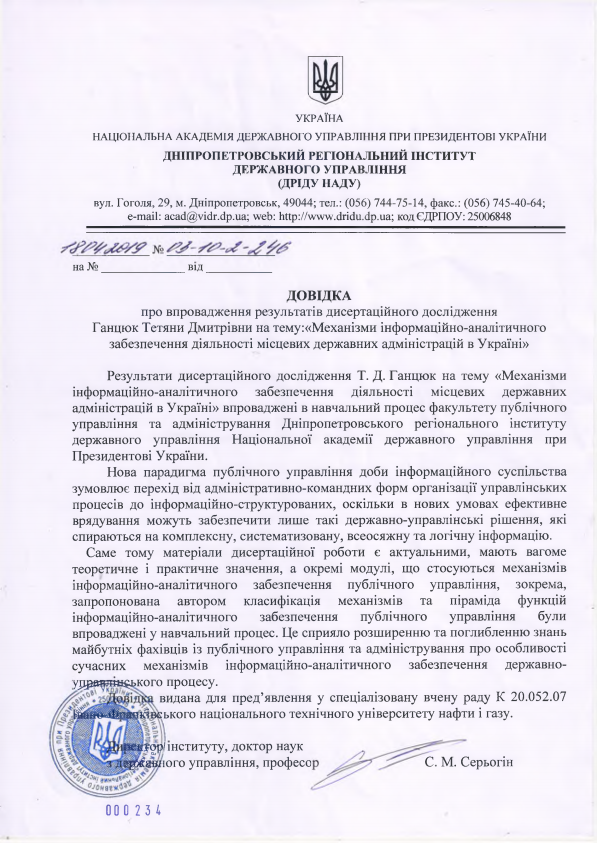 УКРАЇНА
НАЦІОНАЛЬНА АКАДЕМІЯ ДЕРЖАВНОГО УПРАВЛІННЯ ПРИ ПРЕЗИДЕНТОВІ УКРАЇНИ
ДНІПРОПЕТРОВСЬКИЙ РЕГІОНАЛЬНИЙ ІНСТИТУТ
ДЕРЖАВНОГО УПРАВЛІННЯ
(ДРІДУ НАДУ)
вул. Гоголя, 29, м. Дніпропетровськ, 49044; тел.: (056) 744-75-14, факс.: (056) 745-40-64;
e-mail: acad@vidr.dp.ua; web: http://www.dridu.dp.ua; код ЄДРПОУ: 25006848
18042019 № 03-10-2-246
на № ______________ від ___________
ДОВІДКА
про впровадження результатів дисертаційного дослідження
Ганцюк Тетяни Дмитрівни на тему:«Механізми інформаційно-аналітичного
забезпечення діяльності місцевих державних адміністрацій в Україні»
Результати дисертаційного дослідження Т. Д. Ганцюк на тему «Механізми
інформаційно-аналітичного забезпечення діяльності місцевих державних
адміністрацій в Україні» впроваджені в навчальний процес факультету публічного
управління та адміністрування Дніпропетровського регіонального інституту
державного управління Національної академії державного управління при
Президентові України.
Нова парадигма публічного управління доби інформаційного суспільства
зумовлює перехід від адміністративно-командних форм організації управлінських
процесів до інформаційно-структурованих, оскільки в нових умовах ефективне
врядування можуть забезпечити лише такі державно-управлінські рішення, які
спираються на комплексну, систематизовану, всеосяжну та логічну інформацію.
Саме тому матеріали дисертаційної роботи є актуальними, мають вагоме
теоретичне і практичне значення, а окремі модулі, що стосуються механізмів
інформаційно-аналітичного забезпечення публічного управління, зокрема,
запропонована автором класифікація механізмів та піраміда функцій
інформаційно-аналітичного забезпечення публічного управління були
впроваджені у навчальний процес. Це сприяло розширенню та поглибленню знань
майбутніх фахівців із публічного управління та адміністрування про особливості
сучасних механізмів інформаційно-аналітичного забезпечення державно-
управлінського процесу.
Довідка видана для пред’явлення у спеціалізовану вчену раду К 20.052.07
Івано-Франківського національного технічного університету нафти і газу.
Директор інституту, доктор наук
з державного управління, професор С. М. Серьогін
000234